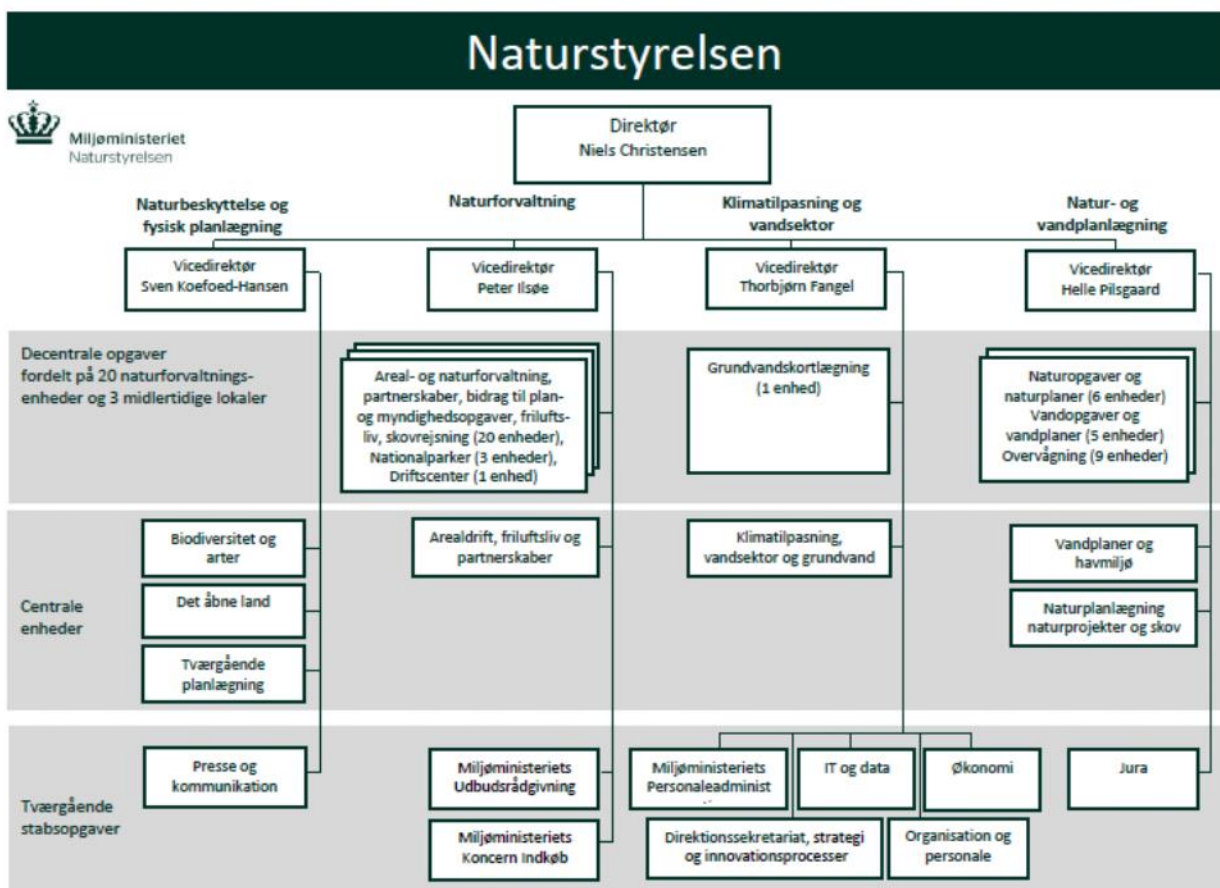 Naturstyrelsen
Miljøministeriet
Naturstyrelsen
Direktør
Niels Christensen
Naturbeskyttelse og
fysisk planlægning
Naturforvaltning
Klimatilpasning og
vandsektor
Natur- og
vandplanlægning
Vicedirektør
Sven Koefoed-Hansen
Vicedirektør
Peter Ilsøe
Vicedirektør
Thorbjørn Fangel
Vicedirektør
Helle Pilsgaard
Decentrale opgaver
fordelt på 20 naturforvaltnings-
enheder og 3 midlertidige lokaler
Areal- og naturforvaltning,
partnerskaber, bidrag til plan-
og myndighedsopgaver, frilufts-
liv, skovrejsning (20 enheder),
Nationalparker (3 enheder),
Driftscenter (1 enhed)
Grundvandskortlægning
(1 enhed)
Naturopgaver og
naturplaner (6 enheder)
Vandopgaver og
vandplaner (5 enheder)
Overvågning (9 enheder)
Centrale
enheder
Biodiversitet og
arter
Det åbne land
Tværgående
planlægning
Arealdrift, friluftsliv og
partnerskaber
Klimatilpasning,
vandsektor og grundvand
Vandplaner og
havmiljø
Naturplanlægning
naturprojekter og skov
Tværgående
stabsopgaver
Presse og
kommunikation
Miljøministeriets
Udbudsrådgivning
Miljøministeriets
Koncern Indkøb
Miljøministeriets
Personaleadminist
IT og data
Økonomi
Direktionssekretariat, strategi
og innovationsprocesser
Organisation og
personale
Jura